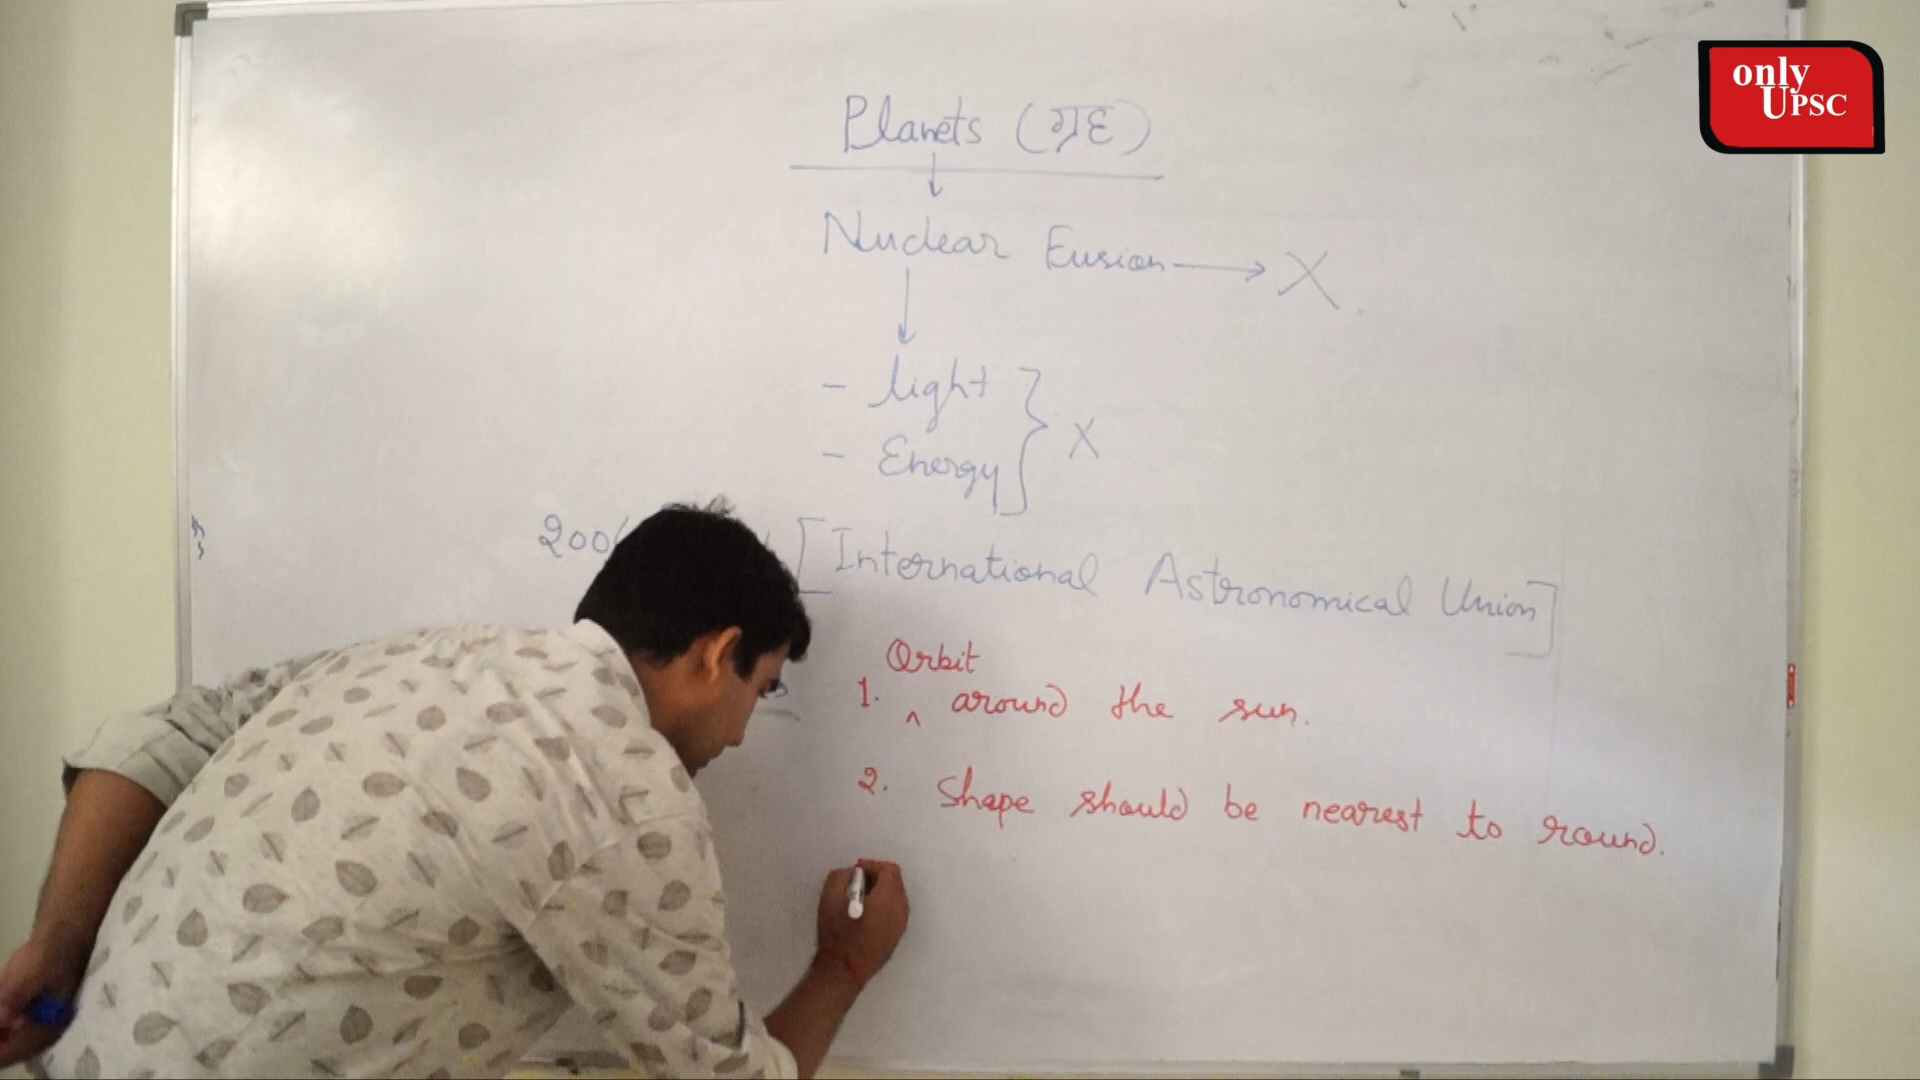 only
UPSC
Planets (ग्रह)
Nuclear Fusion → X
- light
- Energy } X
200
[International Astronomical Union]
Orbit
1. ^ around the sun.
2. Shape should be nearest to round.